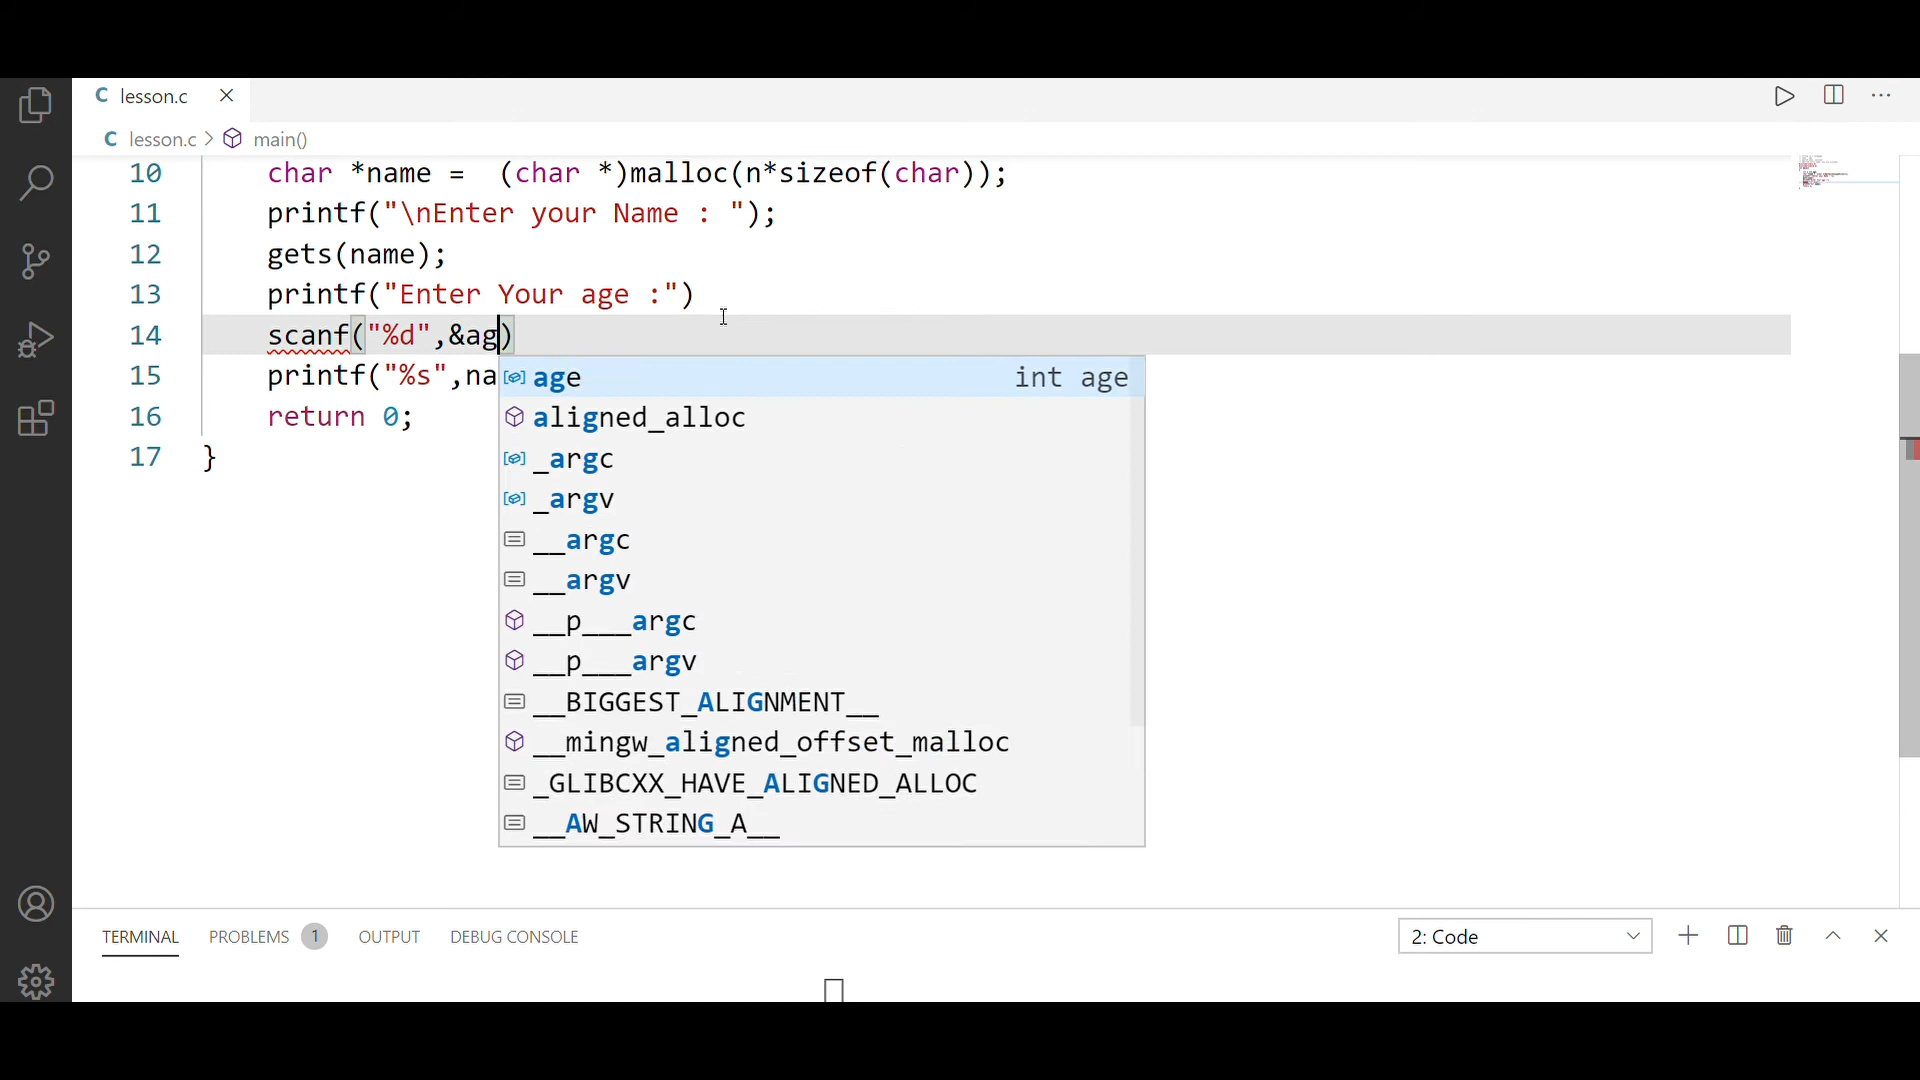 C lesson.c
C lesson.c > main()
10 char *name =  (char *)malloc(n*sizeof(char));
11 printf("\nEnter your Name : ");
12 gets(name);
13 printf("Enter Your age :")
14 scanf("%d",&ag)
15 printf("%s",na
16 return 0;
17 }
age int age
aligned_alloc
_argc
_argv
__argc
__argv
__p___argc
__p___argv
__BIGGEST_ALIGNMENT__
__mingw_aligned_offset_malloc
_GLIBCXX_HAVE_ALIGNED_ALLOC
__AW_STRING_A__
TERMINAL PROBLEMS 1 OUTPUT DEBUG CONSOLE 2: Code